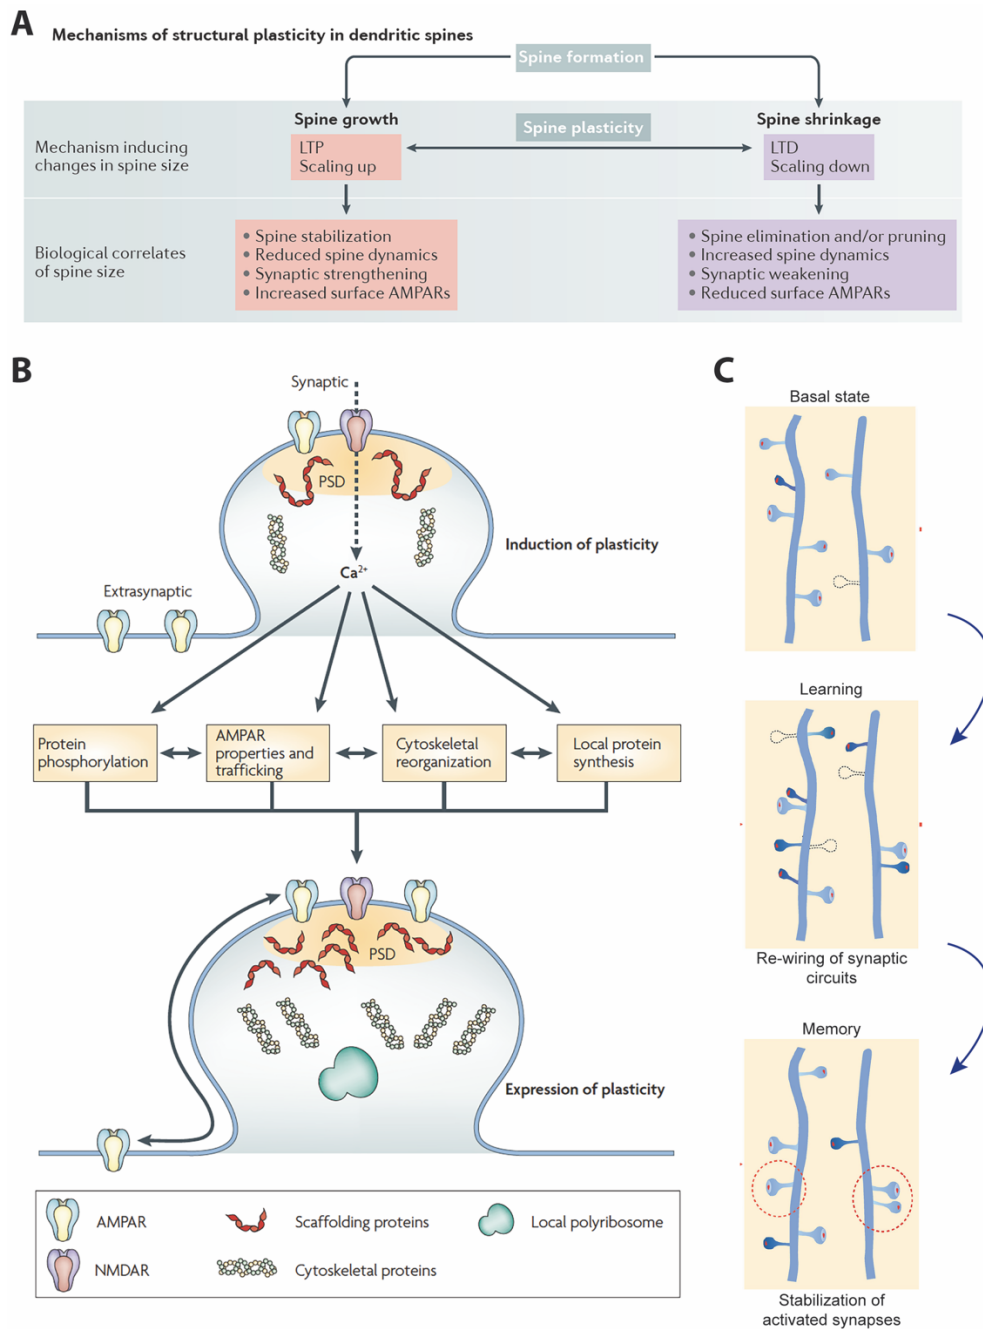 A
Mechanisms of structural plasticity in dendritic spines
Spine formation
Spine growth
Spine plasticity
Spine shrinkage
Mechanism inducing
changes in spine size
LTP
Scaling up
LTD
Scaling down
Biological correlates
of spine size
• Spine stabilization
• Reduced spine dynamics
• Synaptic strengthening
• Increased surface AMPARs
• Spine elimination and/or pruning
• Increased spine dynamics
• Synaptic weakening
• Reduced surface AMPARs
B
Synaptic
PSD
Induction of plasticity
Ca²⁺
Extrasynaptic
Protein
phosphorylation
AMPAR
properties and
trafficking
Cytoskeletal
reorganization
Local protein
synthesis
PSD
Expression of plasticity
AMPAR
Scaffolding proteins
Local polyribosome
NMDAR
Cytoskeletal proteins
C
Basal state
Learning
Re-wiring of synaptic
circuits
Memory
Stabilization of
activated synapses